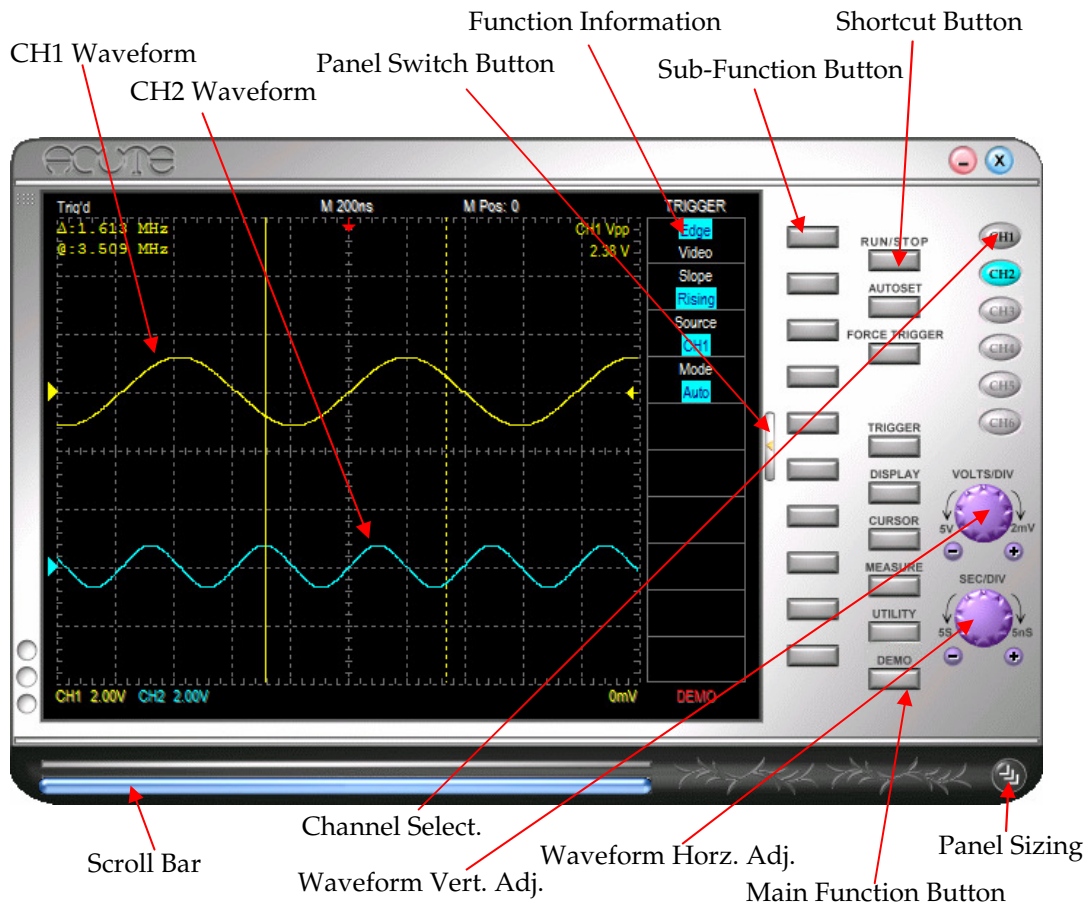 Function Information
Shortcut Button
CH1 Waveform
Panel Switch Button
Sub-Function Button
CH2 Waveform
ACUTE
Trig'd
M 200ns
M Pos: 0
TRIGGER
Δ:1.613 MHz
@:3.509 MHz
CH1 Vpp
2.38 V
Edge
Video
Slope
Rising
Source
CH1
Mode
Auto
RUN/STOP
AUTOSET
FORCE TRIGGER
TRIGGER
DISPLAY
CURSOR
MEASURE
UTILITY
DEMO
CH1
CH2
CH3
CH4
CH5
CH6
VOLTS/DIV
5V
2mV
SEC/DIV
5S
5nS
CH1 2.00V
CH2 2.00V
0mV
DEMO
Channel Select.
Scroll Bar
Waveform Vert. Adj.
Waveform Horz. Adj.
Panel Sizing
Main Function Button